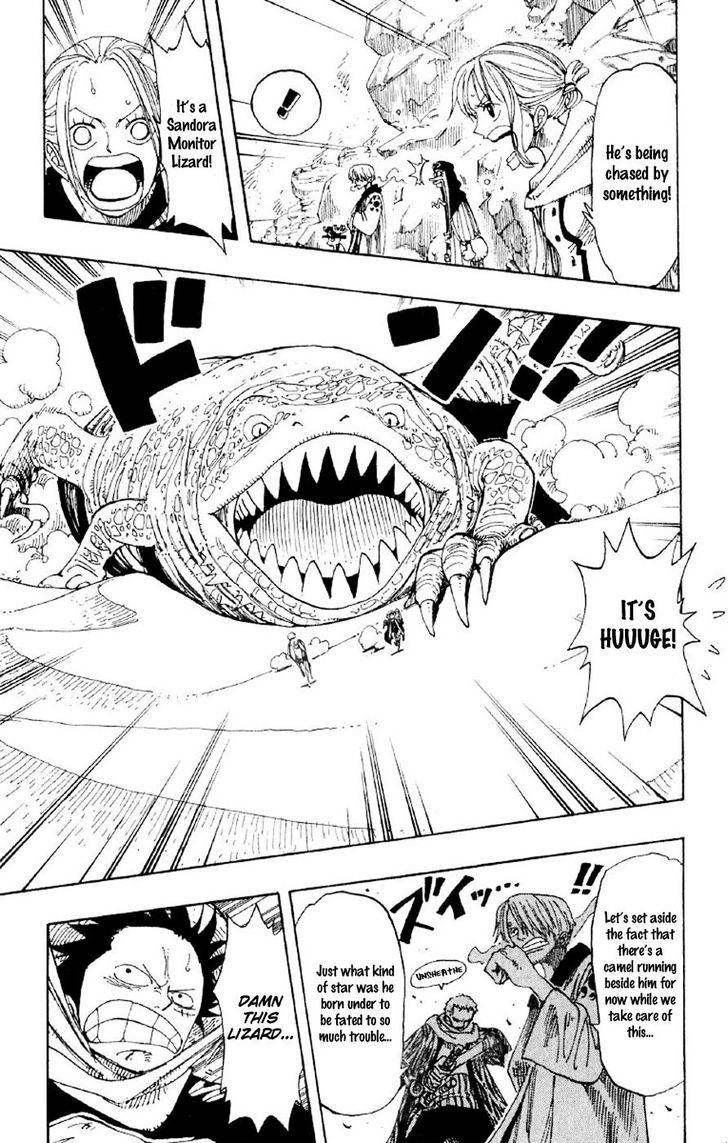 He's being
chased by
something!
!
It's a
Sandora
Monitor
Lizard!
ドン!!
IT'S
HUUUGE!
!!
Let's set aside
the fact that
there's a
camel running
beside him for
now while we
take care of
this...
ズイッ…
UNSHEATHE
Just what kind
of star was he
born under to
be fated to so
much trouble...
DAMN
THIS
LIZARD...